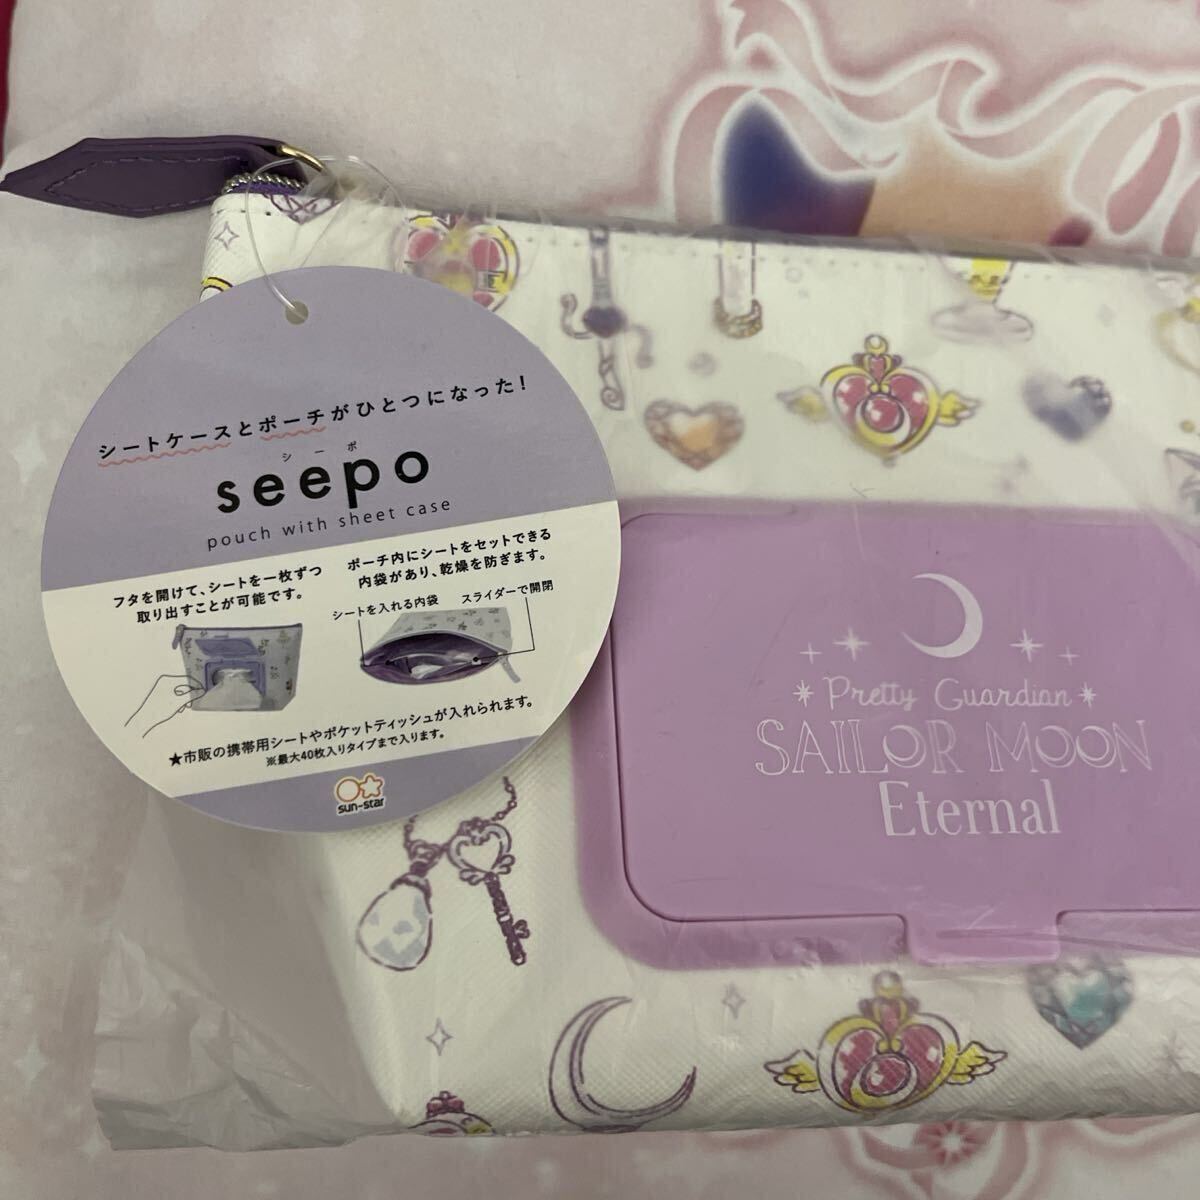 シートケースとポーチがひとつになった!
シーポ
seepo
pouch with sheet case
フタを開けて、シートを一枚ずつ
取り出すことが可能です。
ポーチ内にシートをセットできる
内袋があり、乾燥を防ぎます。
シートを入れる内袋
スライダーで開閉
★市販の携帯用シートやポケットティッシュが入れられます。
※最大40枚入りタイプまで入ります。
sun-star
Pretty Guardian
SAILOR MOON
Eternal